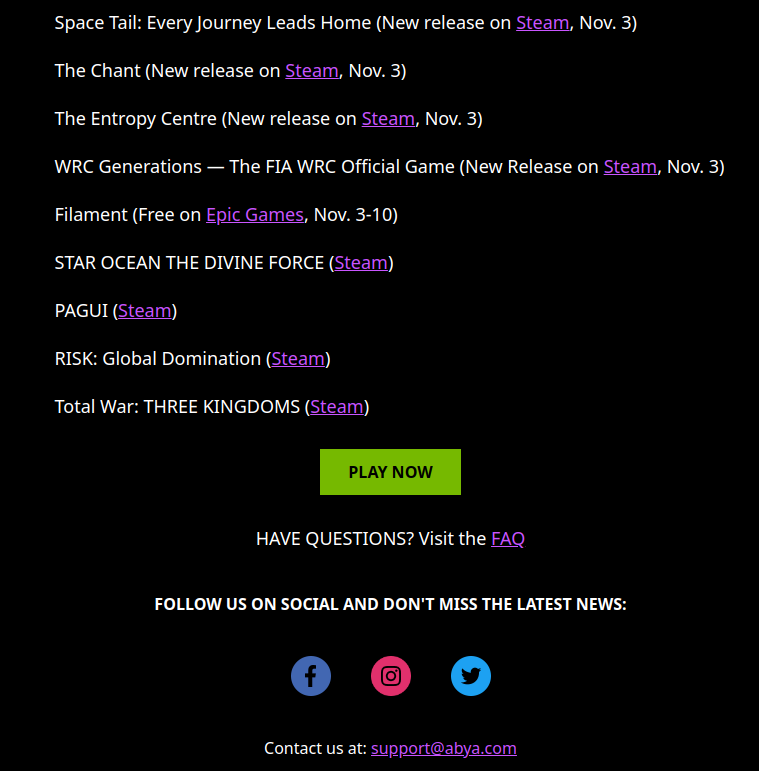 Space Tail: Every Journey Leads Home (New release on Steam, Nov. 3)
The Chant (New release on Steam, Nov. 3)
The Entropy Centre (New release on Steam, Nov. 3)
WRC Generations — The FIA WRC Official Game (New Release on Steam, Nov. 3)
Filament (Free on Epic Games, Nov. 3-10)
STAR OCEAN THE DIVINE FORCE (Steam)
PAGUI (Steam)
RISK: Global Domination (Steam)
Total War: THREE KINGDOMS (Steam)
PLAY NOW
HAVE QUESTIONS? Visit the FAQ
FOLLOW US ON SOCIAL AND DON'T MISS THE LATEST NEWS:
Contact us at: support@abya.com